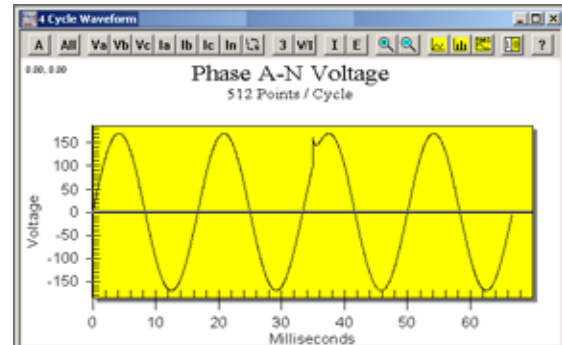 4 Cycle Waveform
A All Va Vb Vc Ia Ib Ic In 3 V/I I E ?
0.00, 0.00
Phase A-N Voltage
512 Points / Cycle
Voltage
150
100
50
0
-50
-100
-150
0 10 20 30 40 50 60
Milliseconds